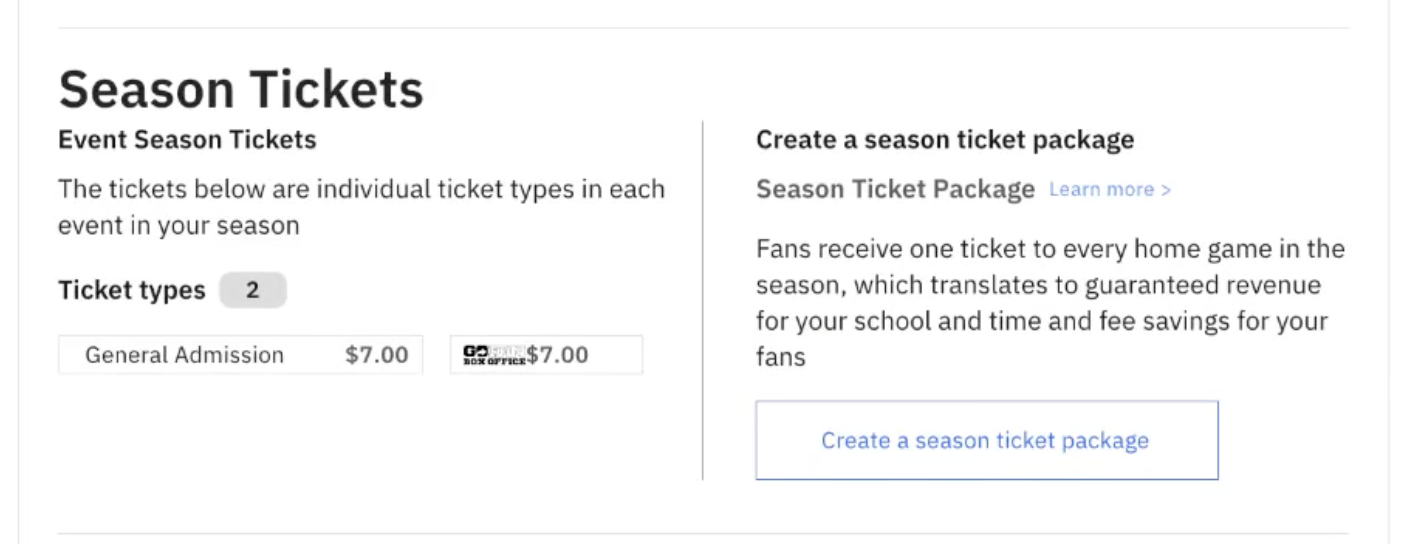 Season Tickets
Event Season Tickets
The tickets below are individual ticket types in each
event in your season
Ticket types 2
General Admission $7.00
GO BOX OFFICE $7.00
Create a season ticket package
Season Ticket Package Learn more >
Fans receive one ticket to every home game in the
season, which translates to guaranteed revenue
for your school and time and fee savings for your
fans
Create a season ticket package